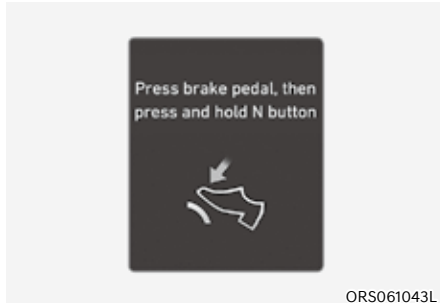 Press brake pedal, then
press and hold N button
ORS061043L